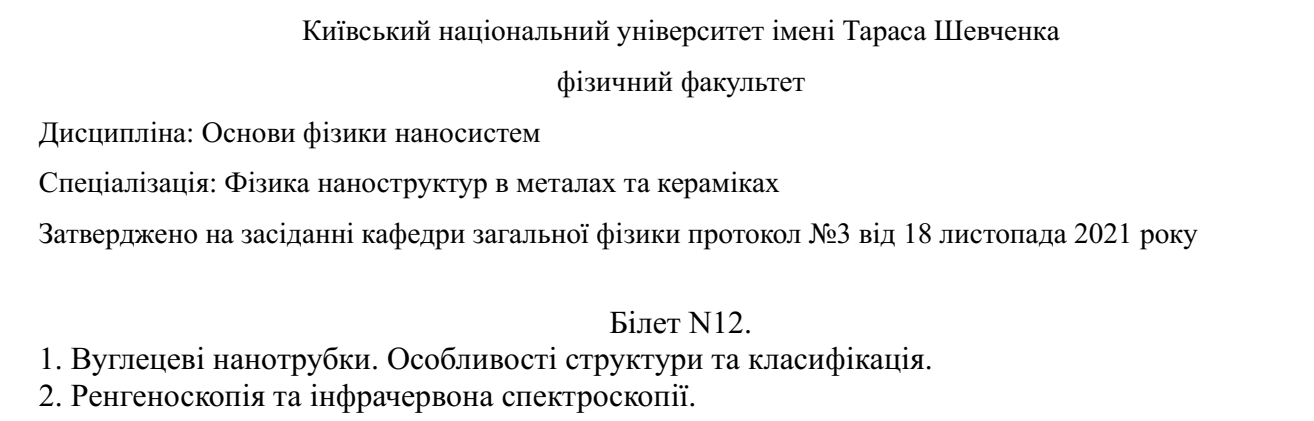 Київський національний університет імені Тараса Шевченка
фізичний факультет
Дисципліна: Основи фізики наносистем
Спеціалізація: Фізика наноструктур в металах та кераміках
Затверджено на засіданні кафедри загальної фізики протокол №3 від 18 листопада 2021 року
Білет N12.
1. Вуглецеві нанотрубки. Особливості структури та класифікація.
2. Ренгеноскопія та інфрачервона спектроскопії.